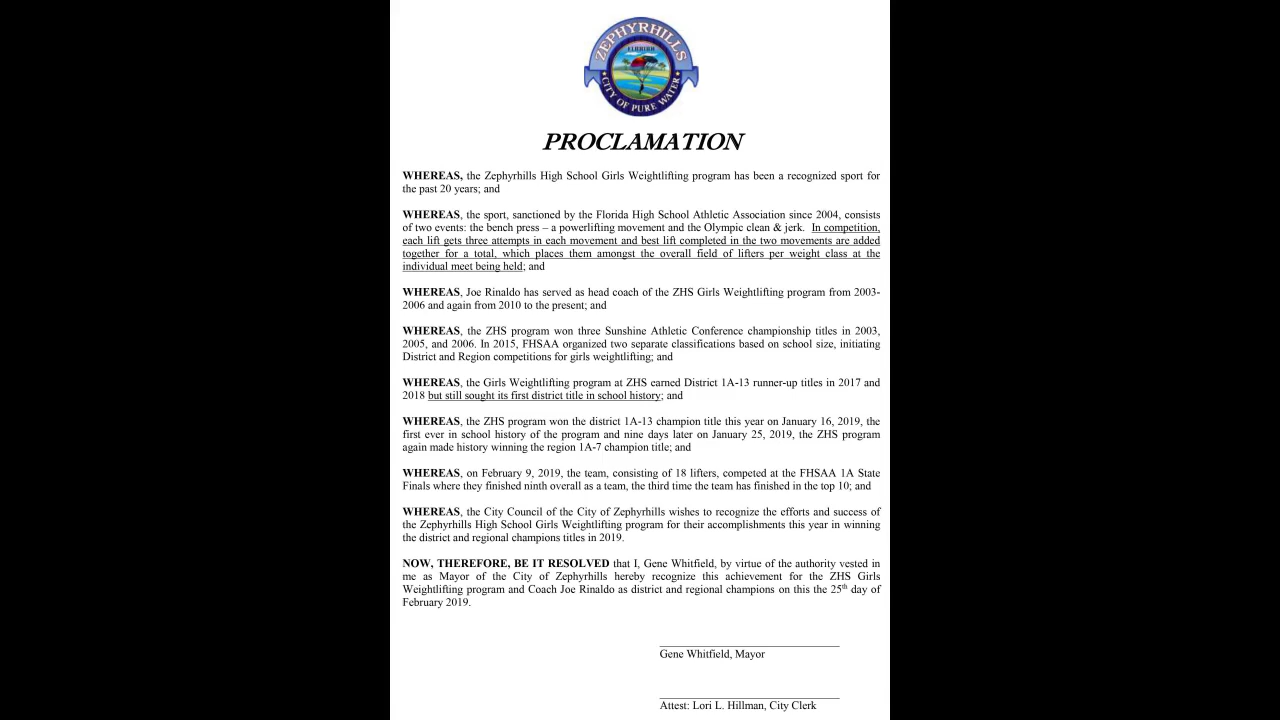 ZEPHYRHILLS
CITY OF PURE WATER
PROCLAMATION
WHEREAS, the Zephyrhills High School Girls Weightlifting program has been a recognized sport for
the past 20 years; and
WHEREAS, the sport, sanctioned by the Florida High School Athletic Association since 2004, consists
of two events: the bench press – a powerlifting movement and the Olympic clean & jerk. In competition,
each lift gets three attempts in each movement and best lift completed in the two movements are added
together for a total, which places them amongst the overall field of lifters per weight class at the
individual meet being held; and
WHEREAS, Joe Rinaldo has served as head coach of the ZHS Girls Weightlifting program from 2003-
2006 and again from 2010 to the present; and
WHEREAS, the ZHS program won three Sunshine Athletic Conference championship titles in 2003,
2005, and 2006. In 2015, FHSAA organized two separate classifications based on school size, initiating
District and Region competitions for girls weightlifting; and
WHEREAS, the Girls Weightlifting program at ZHS earned District 1A-13 runner-up titles in 2017 and
2018 but still sought its first district title in school history; and
WHEREAS, the ZHS program won the district 1A-13 champion title this year on January 16, 2019, the
first ever in school history of the program and nine days later on January 25, 2019, the ZHS program
again made history winning the region 1A-7 champion title; and
WHEREAS, on February 9, 2019, the team, consisting of 18 lifters, competed at the FHSAA 1A State
Finals where they finished ninth overall as a team, the third time the team has finished in the top 10; and
WHEREAS, the City Council of the City of Zephyrhills wishes to recognize the efforts and success of
the Zephyrhills High School Girls Weightlifting program for their accomplishments this year in winning
the district and regional champions titles in 2019.
NOW, THEREFORE, BE IT RESOLVED that I, Gene Whitfield, by virtue of the authority vested in
me as Mayor of the City of Zephyrhills hereby recognize this achievement for the ZHS Girls
Weightlifting program and Coach Joe Rinaldo as district and regional champions on this the 25th day of
February 2019.
Gene Whitfield, Mayor
Attest: Lori L. Hillman, City Clerk